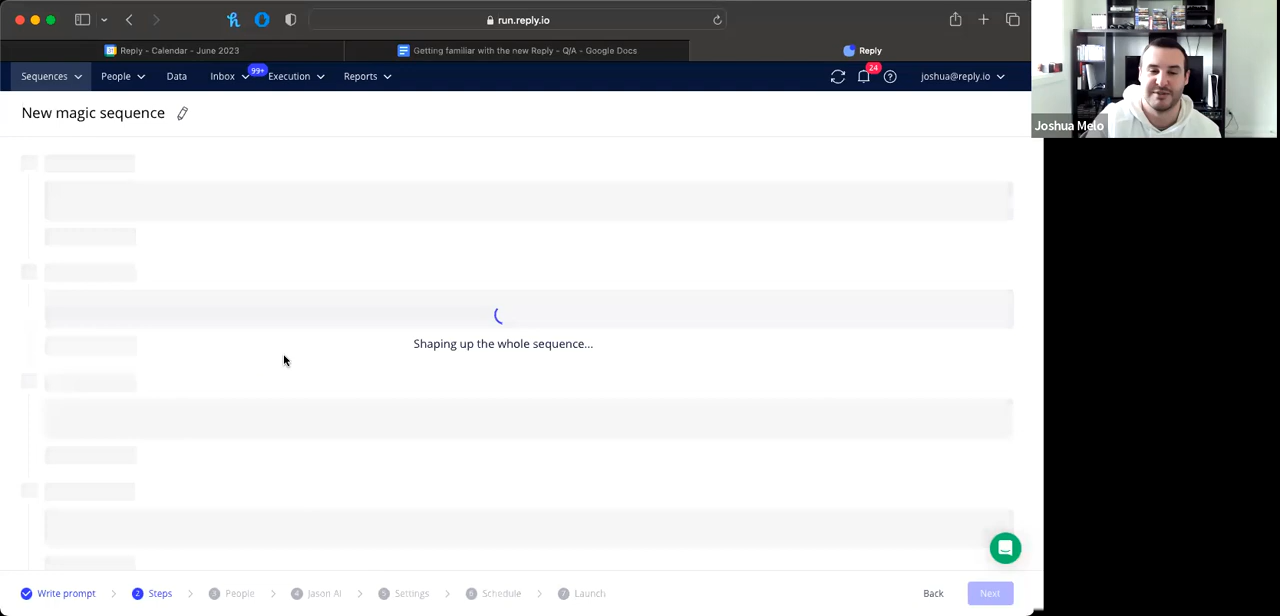 run.reply.io
Reply - Calendar - June 2023
Getting familiar with the new Reply - Q/A - Google Docs
Reply
Sequences
People
Data
Inbox
99+
Execution
Reports
24
joshua@reply.io
Joshua Melo
New magic sequence
Shaping up the whole sequence...
Write prompt
2 Steps
3 People
4 Jason AI
5 Settings
6 Schedule
7 Launch
Back
Next